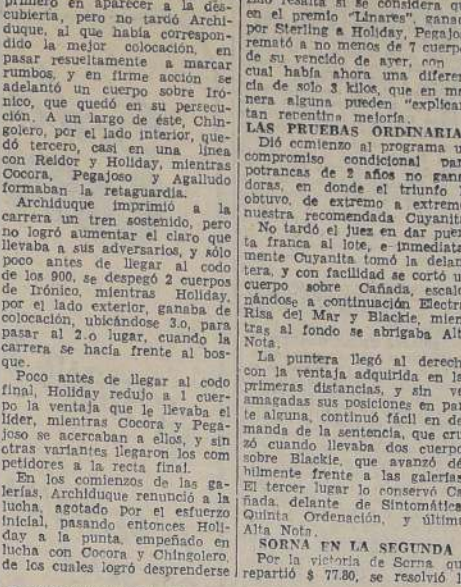 primero en aparecer a la des-
cubierta, pero no tardó Archi-
duque, al que había correspon-
dido la mejor colocación, en
pasar resueltamente a marcar
rumbos, y en firme acción se
adelantó un cuerpo sobre Iró-
nico, que quedó en su persecu-
ción. A un largo de éste, Chin-
golero, por el lado interior, que-
dó tercero, casi en una línea
con Reidor y Holiday, mientras
Cocora, Pegajoso y Agalludo
formaban la retaguardia.
Archiduque imprimió a la
carrera un tren sostenido, pero
no logró aumentar el claro que
llevaba a sus adversarios, y sólo
poco antes de llegar al codo
de los 900, se despegó 2 cuerpos
de Irónico, mientras Holiday,
por el lado exterior, ganaba de
colocación, ubicándose 3.o, para
pasar al 2.o lugar, cuando la
carrera se hacía frente al bos-
que.
Poco antes de llegar al codo
final, Holiday redujo a 1 cuer-
po la ventaja que le llevaba el
líder, mientras Cocora y Pega-
joso se acercaban a ellos, y sin
otras variantes llegaron los com
petidores a la recta final.
En los comienzos de las ga-
lerías, Archiduque renunció a la
lucha, agotado por el esfuerzo
inicial, pasando entonces Holi-
day a la punta, empeñado en
lucha con Cocora y Chingolero,
de los cuales logró desprenderse
resalta si se considera qu
en el premio "Linares", ganad
por Sterling a Holiday, Pegajo
remató a no menos de 7 cuerp
de su vencido de ayer, con
cual había ahora una diferen
cia de solo 3 kilos, que en ma
nera alguna pueden "explicar
tan repentina mejoría.
LAS PRUEBAS ORDINARIA
Dió comienzo al programa u
compromiso condicional par
potrancas de 2 años no gana
doras, en donde el triunfo l
obtuvo, de extremo a extremo
nuestra recomendada Cuyanita
No tardó el juez en dar puer
ta franca al lote, e inmediata
mente Cuyanita tomó la delan
tera, y con facilidad se cortó u
cuerpo sobre Cañada, escalo
nándose a continuación Electra
Risa del Mar y Blackie, mien
tras al fondo se abrigaba Alt
Nota.
La puntera llegó al derech
con la ventaja adquirida en la
primeras distancias, y sin ve
amagadas sus posiciones en par
te alguna, continuó fácil en de
manda de la sentencia, que cru
zó cuando llevaba dos cuerpo
sobre Blackie, que avanzó dé
bilmente frente a las galerías
El tercer lugar lo conservó Ca
ñada, delante de Sintomática
Quinta Ordenación, y última
Alta Nota.
SORNA EN LA SEGUNDA
Por la victoria de Sorna qu
repartió $ 77.80, se resolvió